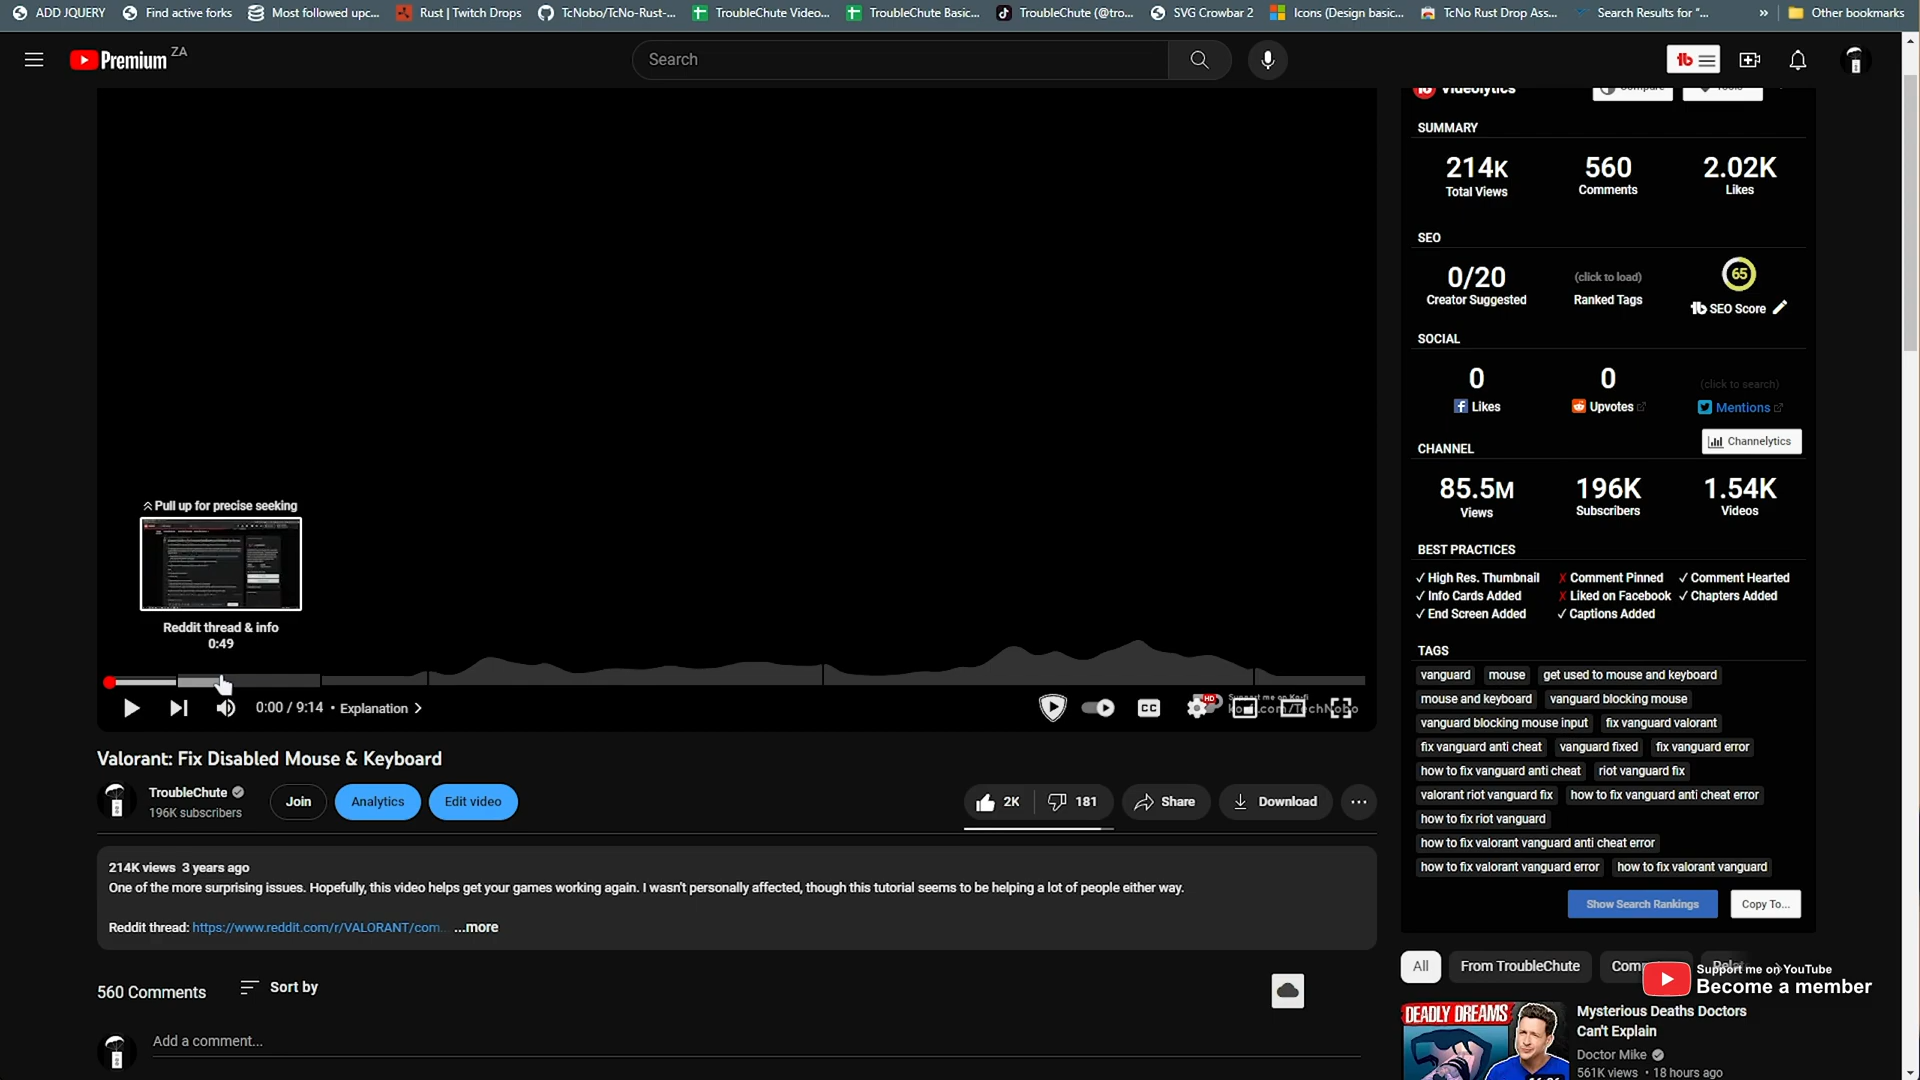 ADD JQUERY Find active forks Most followed upc... Rust | Twitch Drops TcNobo/TcNo-Rust-... TroubleChute Video... TroubleChute Basic... TroubleChute (@tro... SVG Crowbar 2 Icons (Design basic... TcNo Rust Drop Ass... Search Results for "... » Other bookmarks
Premium ZA
Search
Videolytics Compare Tools
SUMMARY
214K 560 2.02K
Total Views Comments Likes
SEO
0/20 (click to load) 65
Creator Suggested Ranked Tags tb SEO Score
SOCIAL
0 0 (click to search)
Likes Upvotes Mentions
CHANNEL Channelytics
85.5M 196K 1.54K
Views Subscribers Videos
BEST PRACTICES
✓ High Res. Thumbnail ✗ Comment Pinned ✓ Comment Hearted
✓ Info Cards Added ✗ Liked on Facebook ✓ Chapters Added
✓ End Screen Added ✓ Captions Added
TAGS
vanguard mouse get used to mouse and keyboard
mouse and keyboard vanguard blocking mouse
vanguard blocking mouse input fix vanguard valorant
fix vanguard anti cheat vanguard fixed fix vanguard error
how to fix vanguard anti cheat riot vanguard fix
valorant riot vanguard fix how to fix vanguard anti cheat error
how to fix riot vanguard
how to fix valorant vanguard anti cheat error
how to fix valorant vanguard error how to fix valorant vanguard
Show Search Rankings Copy To...
Pull up for precise seeking
Reddit thread & info
0:49
0:00 / 9:14 • Explanation
CC HD
Support me on Ko-fi
ko-fi.com/TechNobo
Valorant: Fix Disabled Mouse & Keyboard
TroubleChute
196K subscribers
Join Analytics Edit video 2K 181 Share Download
214K views 3 years ago
One of the more surprising issues. Hopefully, this video helps get your games working again. I wasn't personally affected, though this tutorial seems to be helping a lot of people either way.
Reddit thread: https://www.reddit.com/r/VALORANT/com... ...more
560 Comments Sort by
Add a comment...
All From TroubleChute
Support me on YouTube
Become a member
DEADLY DREAMS
Mysterious Deaths Doctors
Can't Explain
Doctor Mike
561K views • 18 hours ago